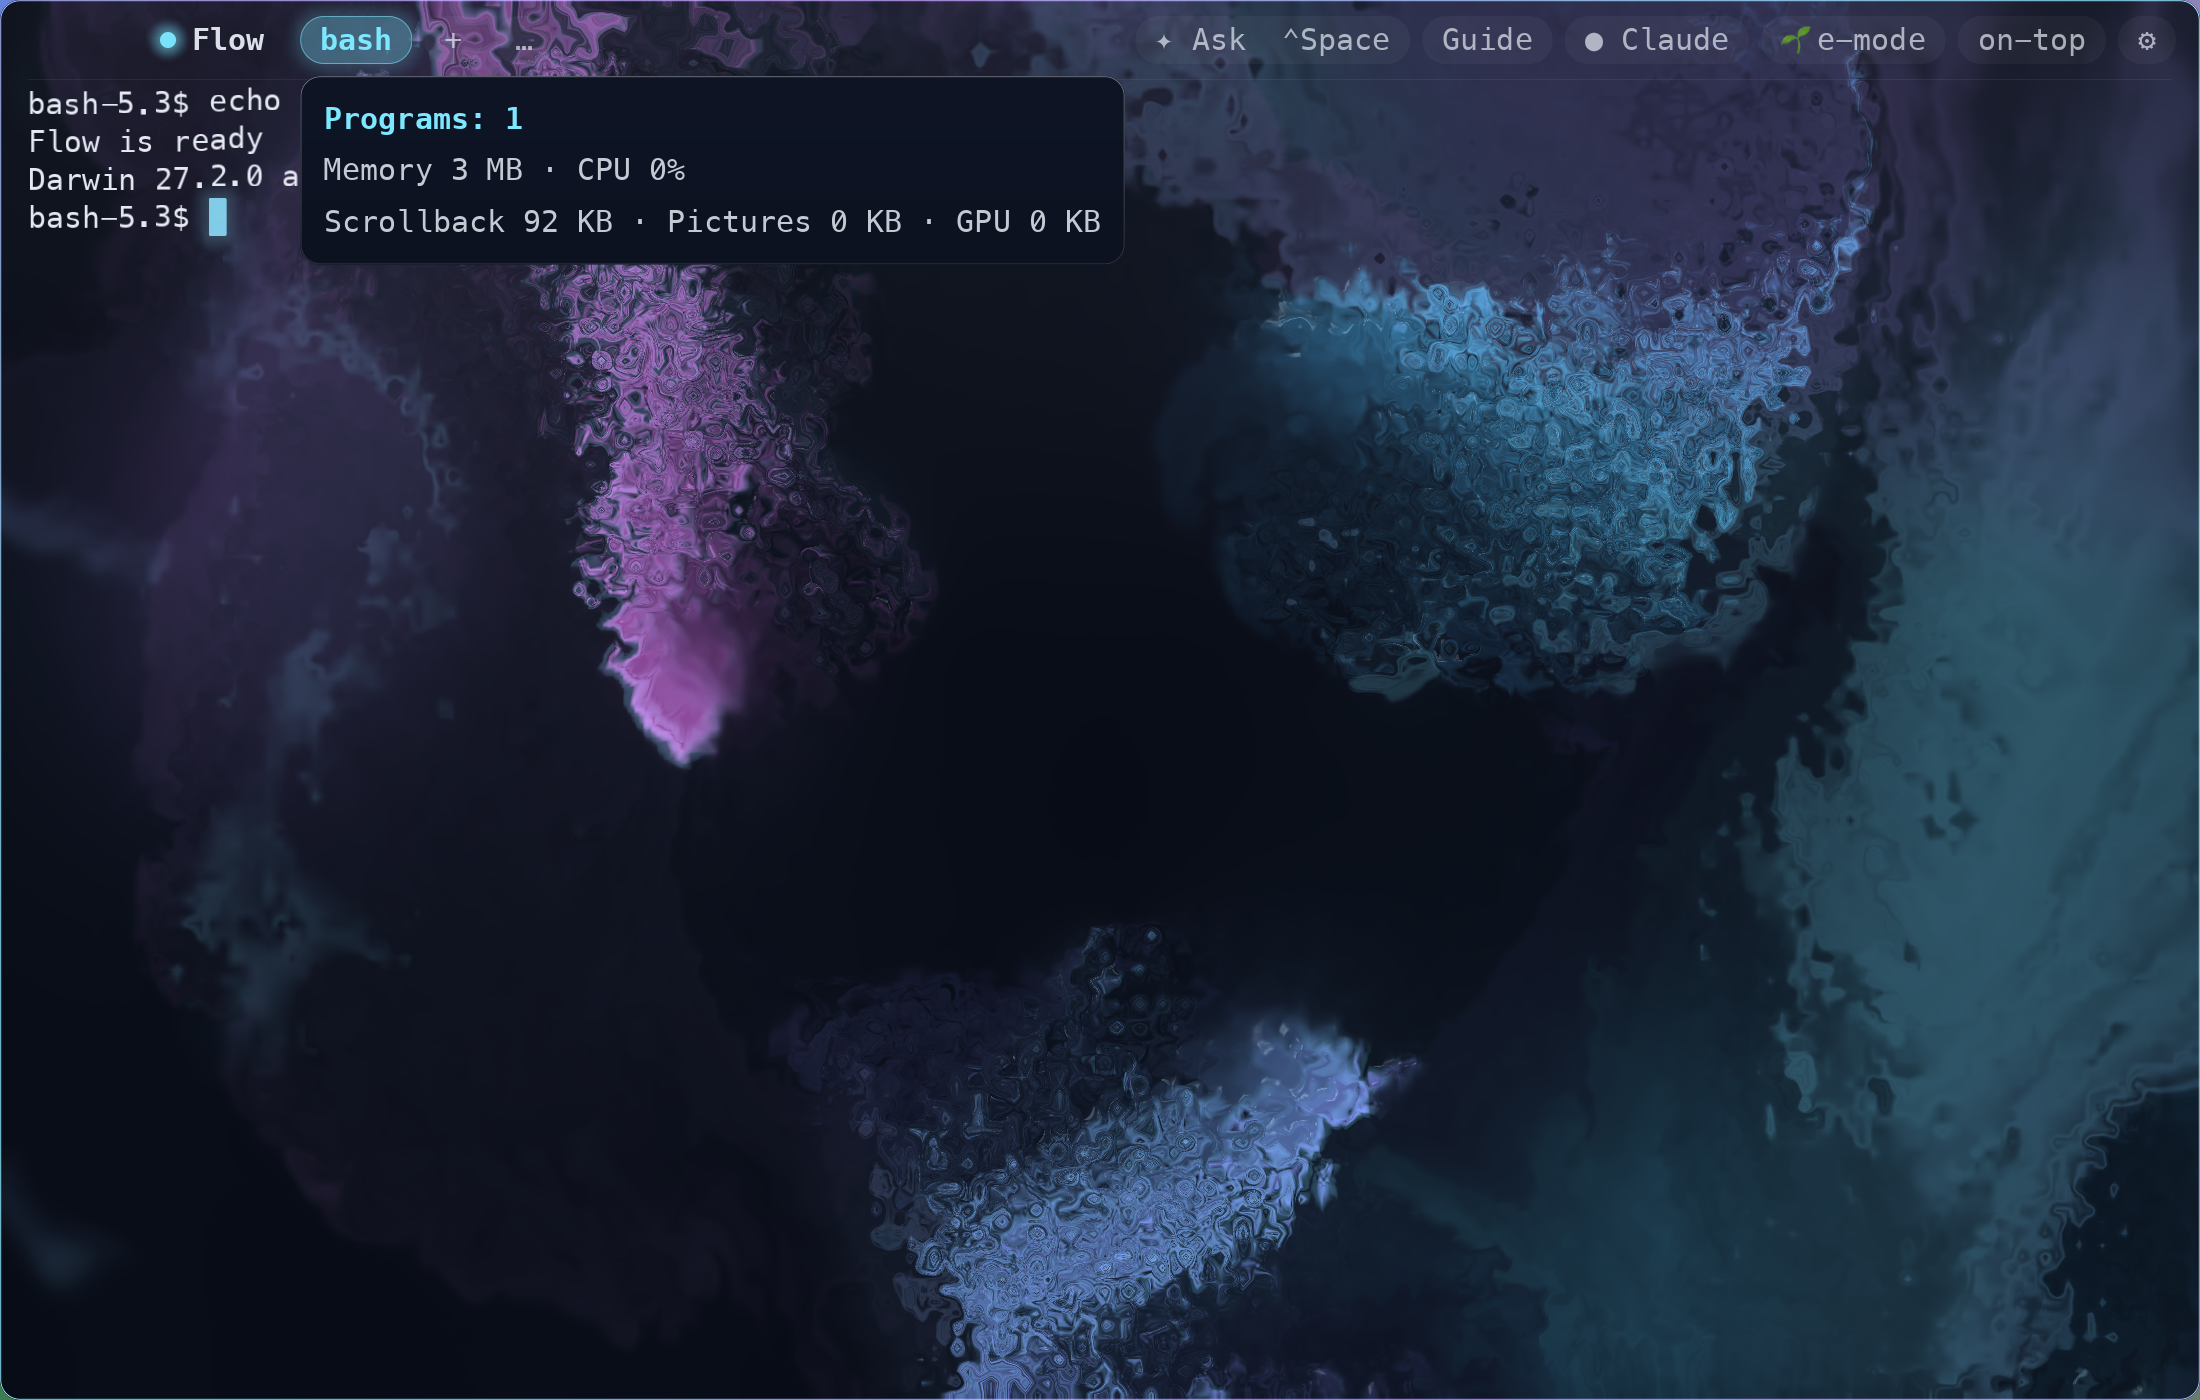 Flow bash + … ✦ Ask ^Space Guide ● Claude 🌱 e-mode on-top ⚙
bash-5.3$ echo
Flow is ready
Darwin 27.2.0 a
bash-5.3$
Programs: 1
Memory 3 MB · CPU 0%
Scrollback 92 KB · Pictures 0 KB · GPU 0 KB